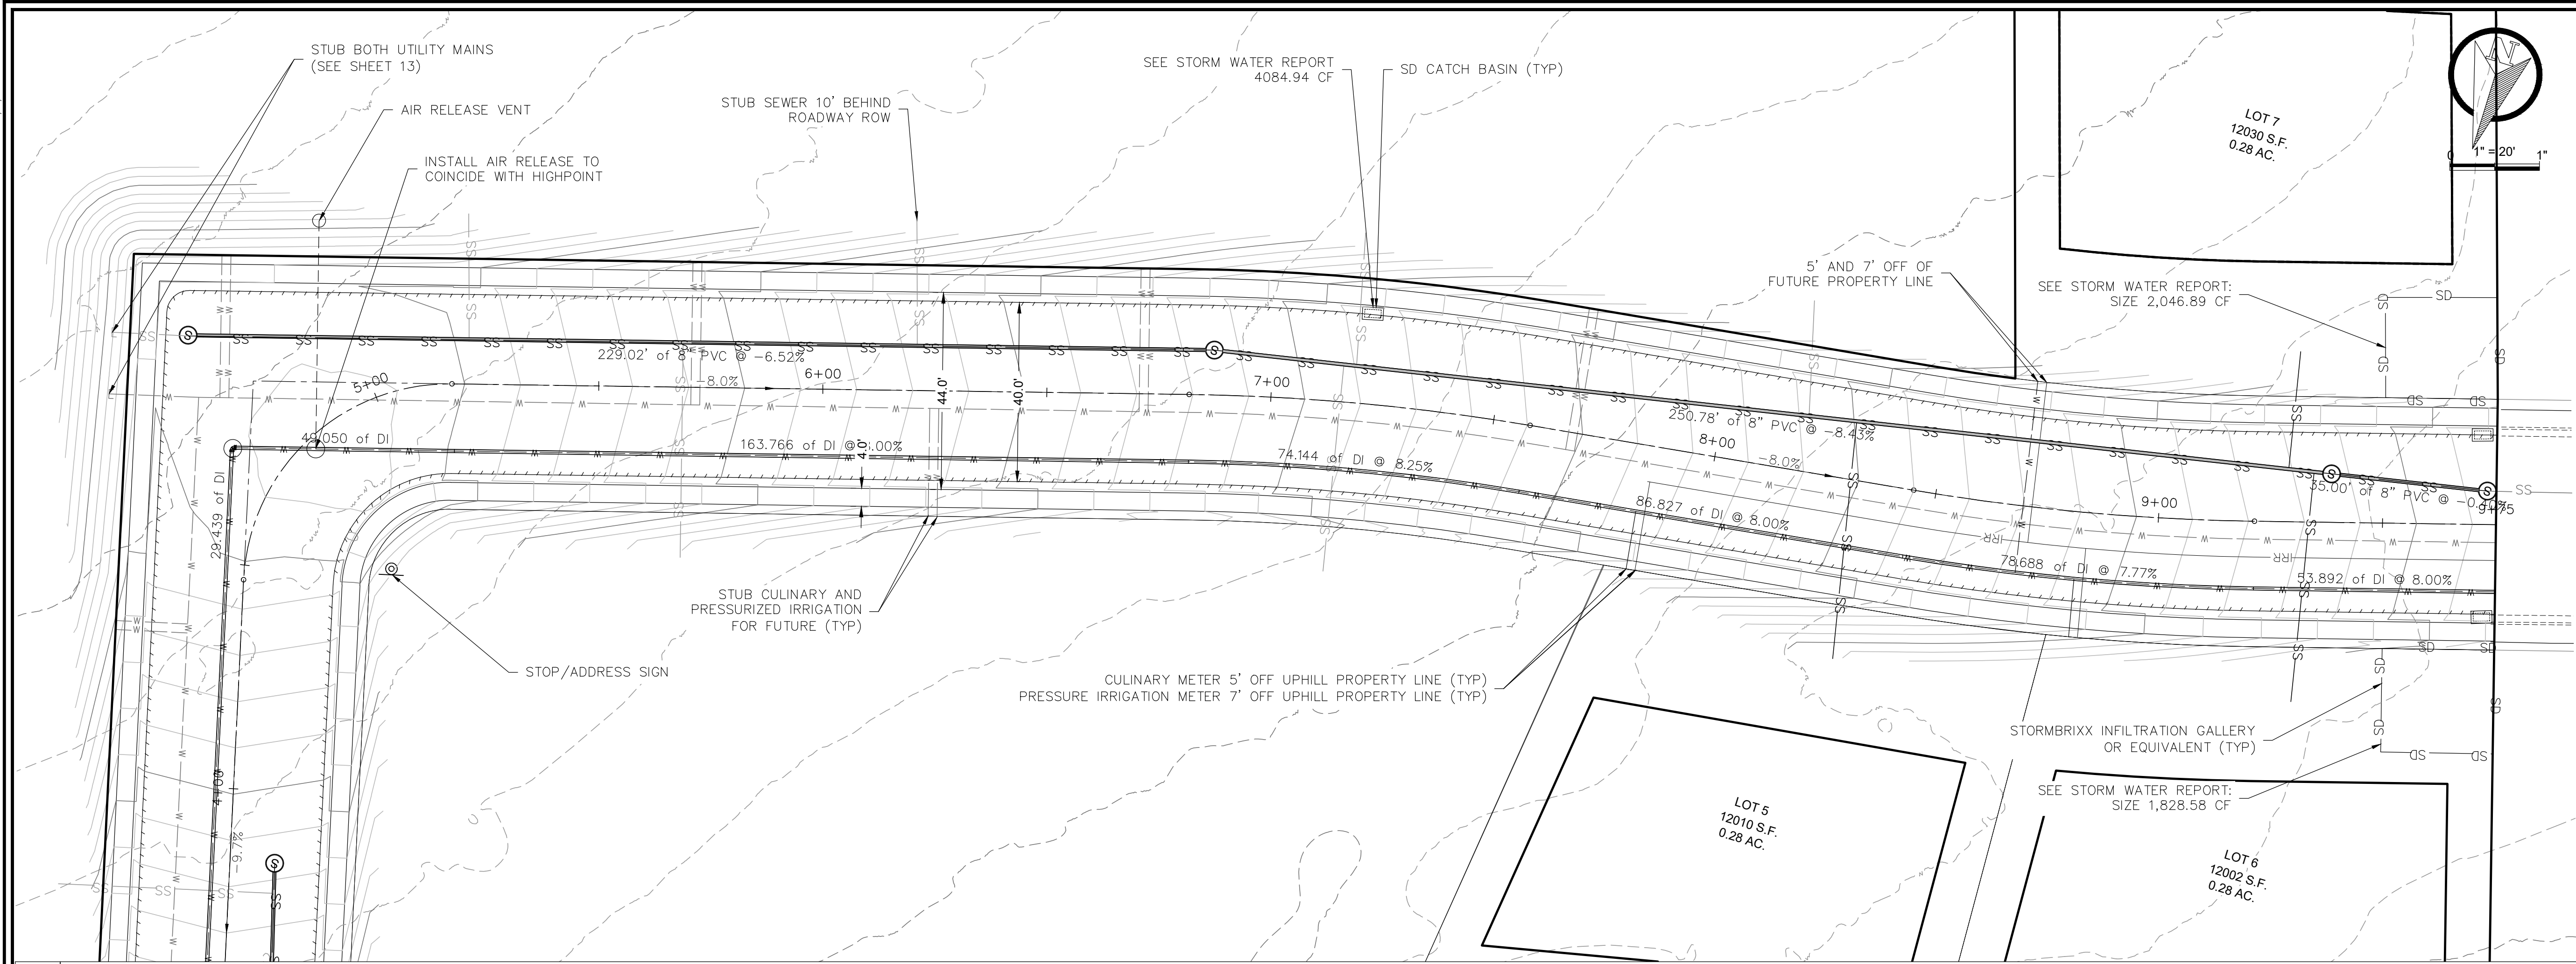 STUB BOTH UTILITY MAINS
(SEE SHEET 13)
AIR RELEASE VENT
INSTALL AIR RELEASE TO
COINCIDE WITH HIGHPOINT
STUB SEWER 10' BEHIND
ROADWAY ROW
SEE STORM WATER REPORT
4084.94 CF
SD CATCH BASIN (TYP)
5' AND 7' OFF OF
FUTURE PROPERTY LINE
SEE STORM WATER REPORT:
SIZE 2,046.89 CF
LOT 7
12030 S.F.
0.28 AC.
N
0 1" = 20' 1"
229.02' of 8" PVC @ -6.52%
250.78' of 8" PVC @ -8.43%
35.00' of 8" PVC @
5+00
-8.0%
6+00
44.0'
40.0'
7+00
8+00
-8.0%
9+00
9+75
49.050 of DI
163.766 of DI @
4.0'
74.144 of DI @ 8.25%
86.827 of DI @ 8.00%
IRR
IRR
78.688 of DI @ 7.77%
53.892 of DI @ 8.00%
29.439 of DI
4+00
-9.7%
STOP/ADDRESS SIGN
STUB CULINARY AND
PRESSURIZED IRRIGATION
FOR FUTURE (TYP)
CULINARY METER 5' OFF UPHILL PROPERTY LINE (TYP)
PRESSURE IRRIGATION METER 7' OFF UPHILL PROPERTY LINE (TYP)
STORMBRIXX INFILTRATION GALLERY
OR EQUIVALENT (TYP)
SEE STORM WATER REPORT:
SIZE 1,828.58 CF
LOT 5
12010 S.F.
0.28 AC.
LOT 6
12002 S.F.
0.28 AC.